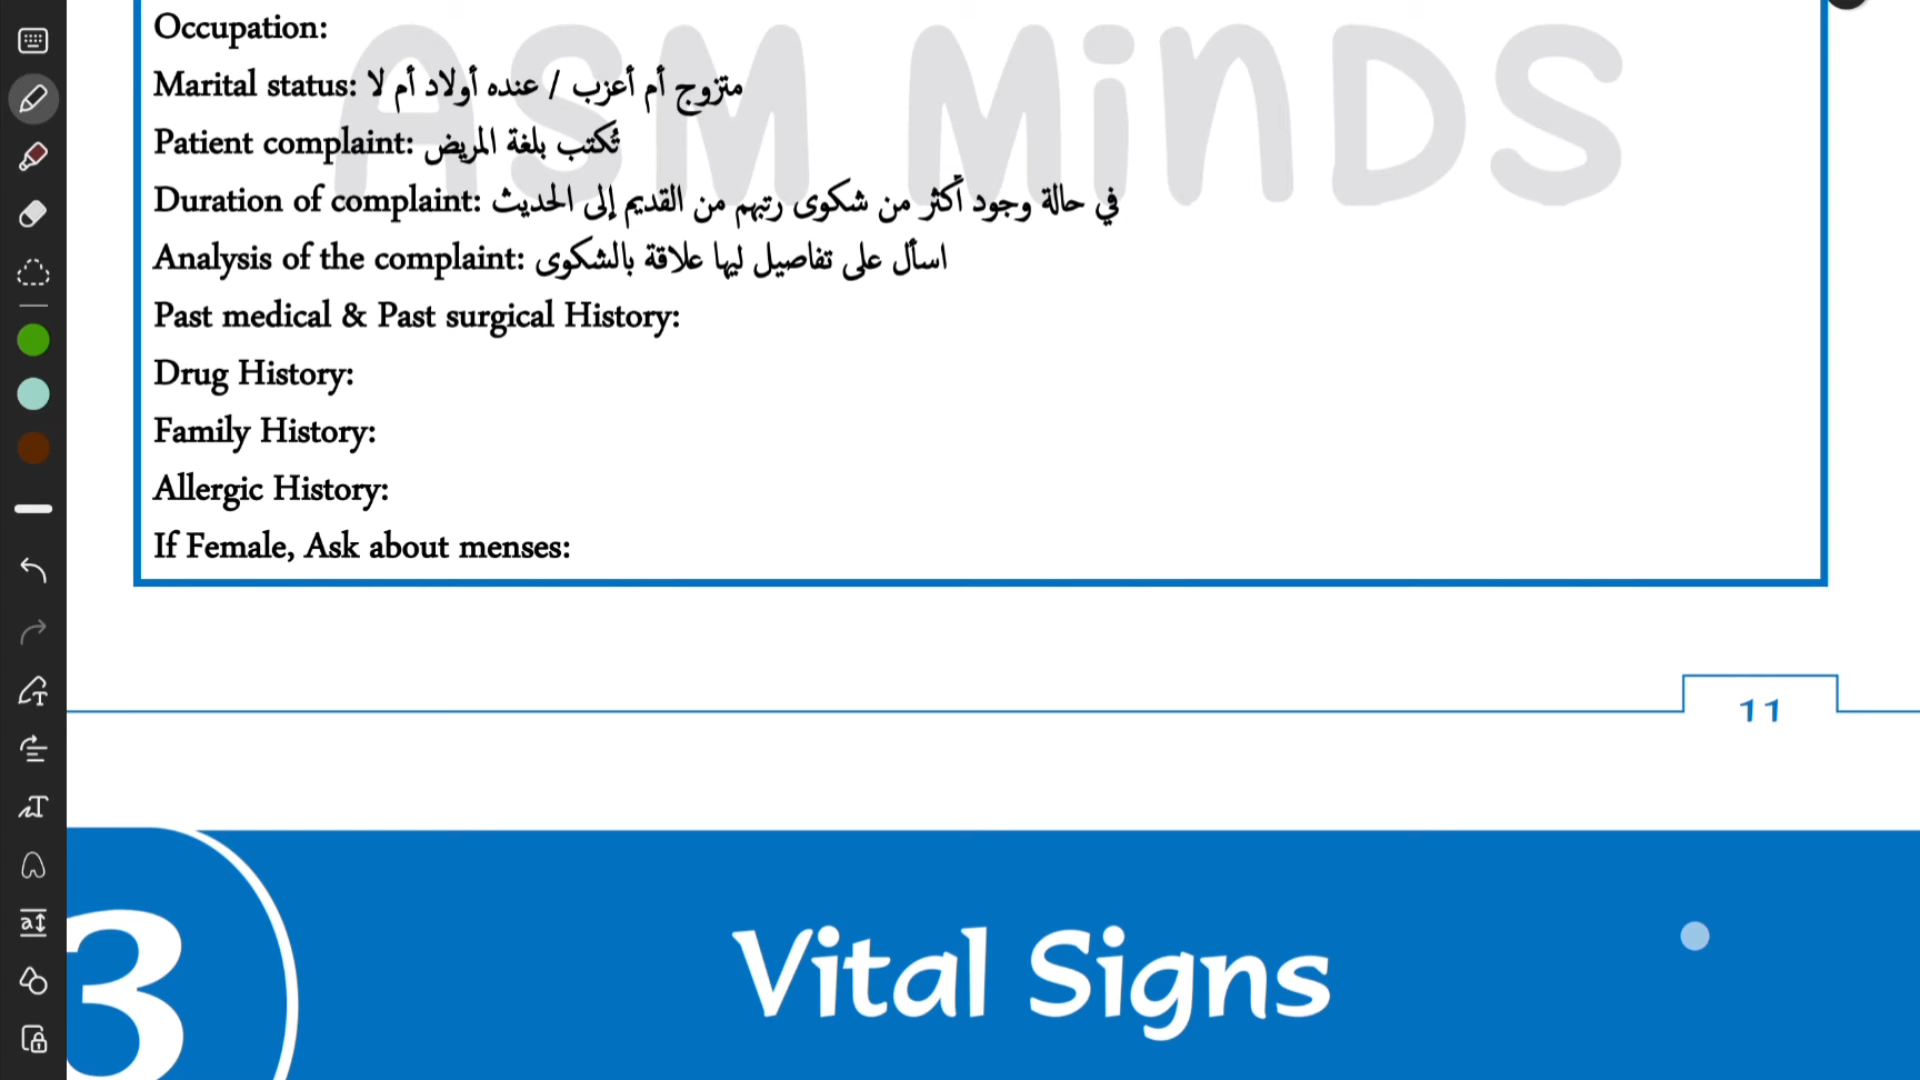 ASM MiNDS
Occupation:
Marital status: متزوج أم أعزب / عنده أولاد أم لا
Patient complaint: تُكتب بلغة المريض
Duration of complaint: في حالة وجود أكثر من شكوى رتبهم من القديم إلى الحديث
Analysis of the complaint: اسأل على تفاصيل ليها علاقة بالشكوى
Past medical & Past surgical History:
Drug History:
Family History:
Allergic History:
If Female, Ask about menses:
11
3
Vital Signs